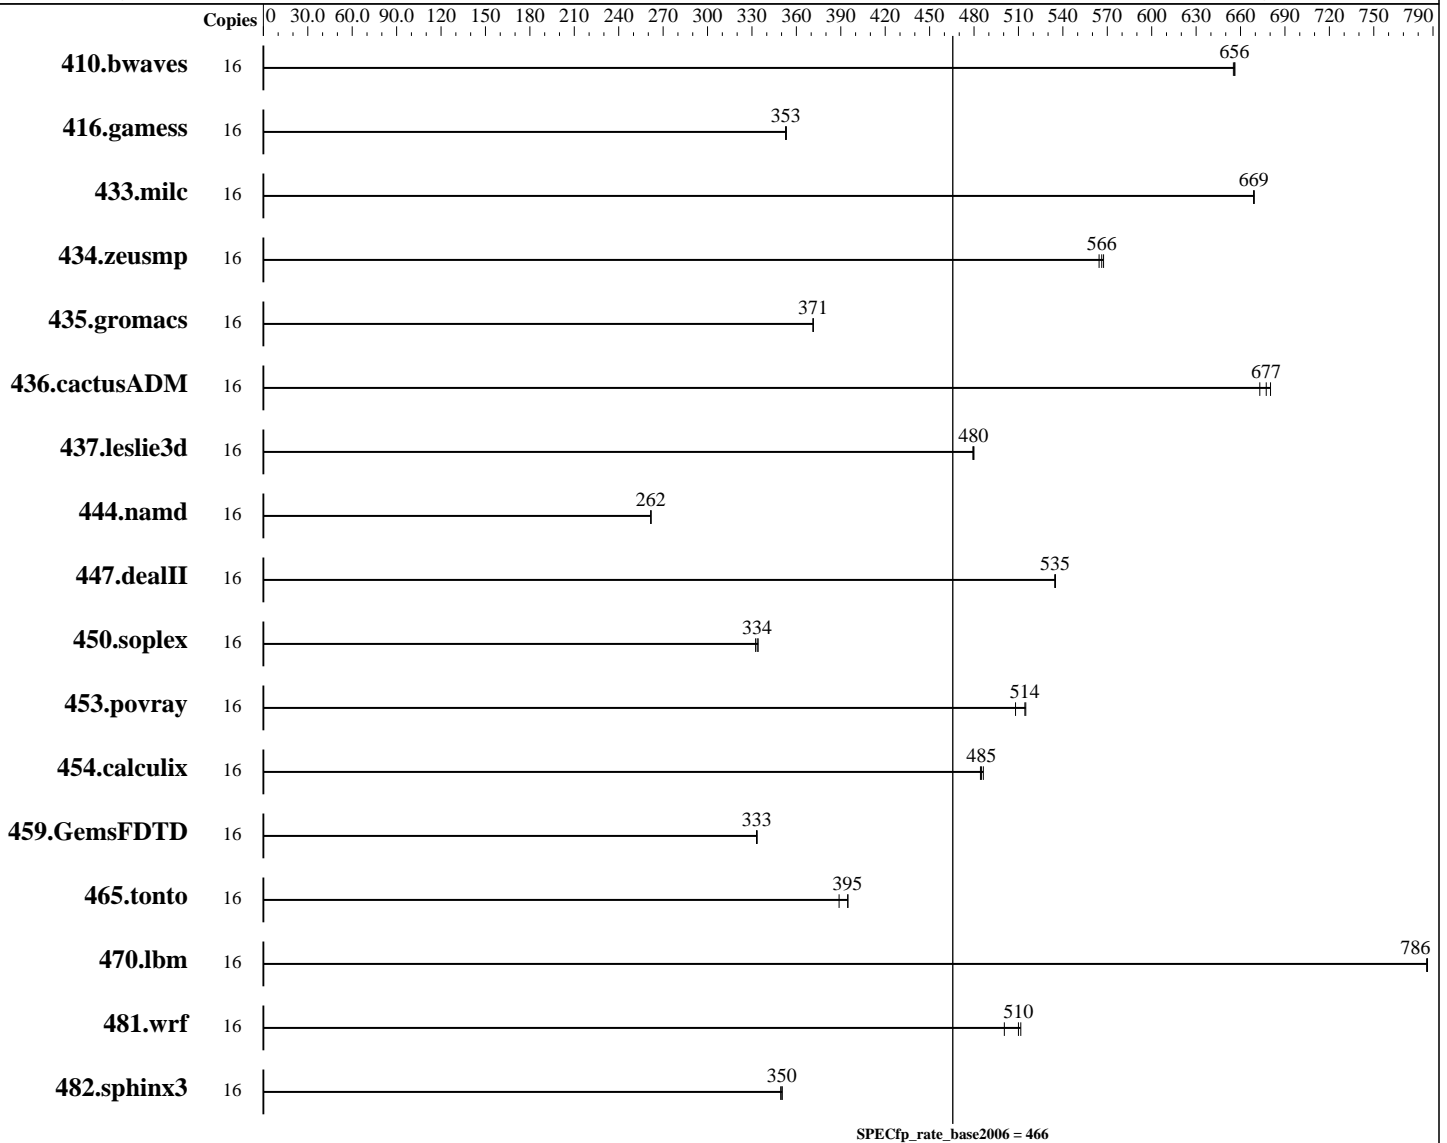 Copies 0 30.0 60.0 90.0 120 150 180 210 240 270 300 330 360 390 420 450 480 510 540 570 600 630 660 690 720 750 790
410.bwaves 16 656
416.gamess 16 353
433.milc 16 669
434.zeusmp 16 566
435.gromacs 16 371
436.cactusADM 16 677
437.leslie3d 16 480
444.namd 16 262
447.dealII 16 535
450.soplex 16 334
453.povray 16 514
454.calculix 16 485
459.GemsFDTD 16 333
465.tonto 16 395
470.lbm 16 786
481.wrf 16 510
482.sphinx3 16 350
SPECfp_rate_base2006 = 466